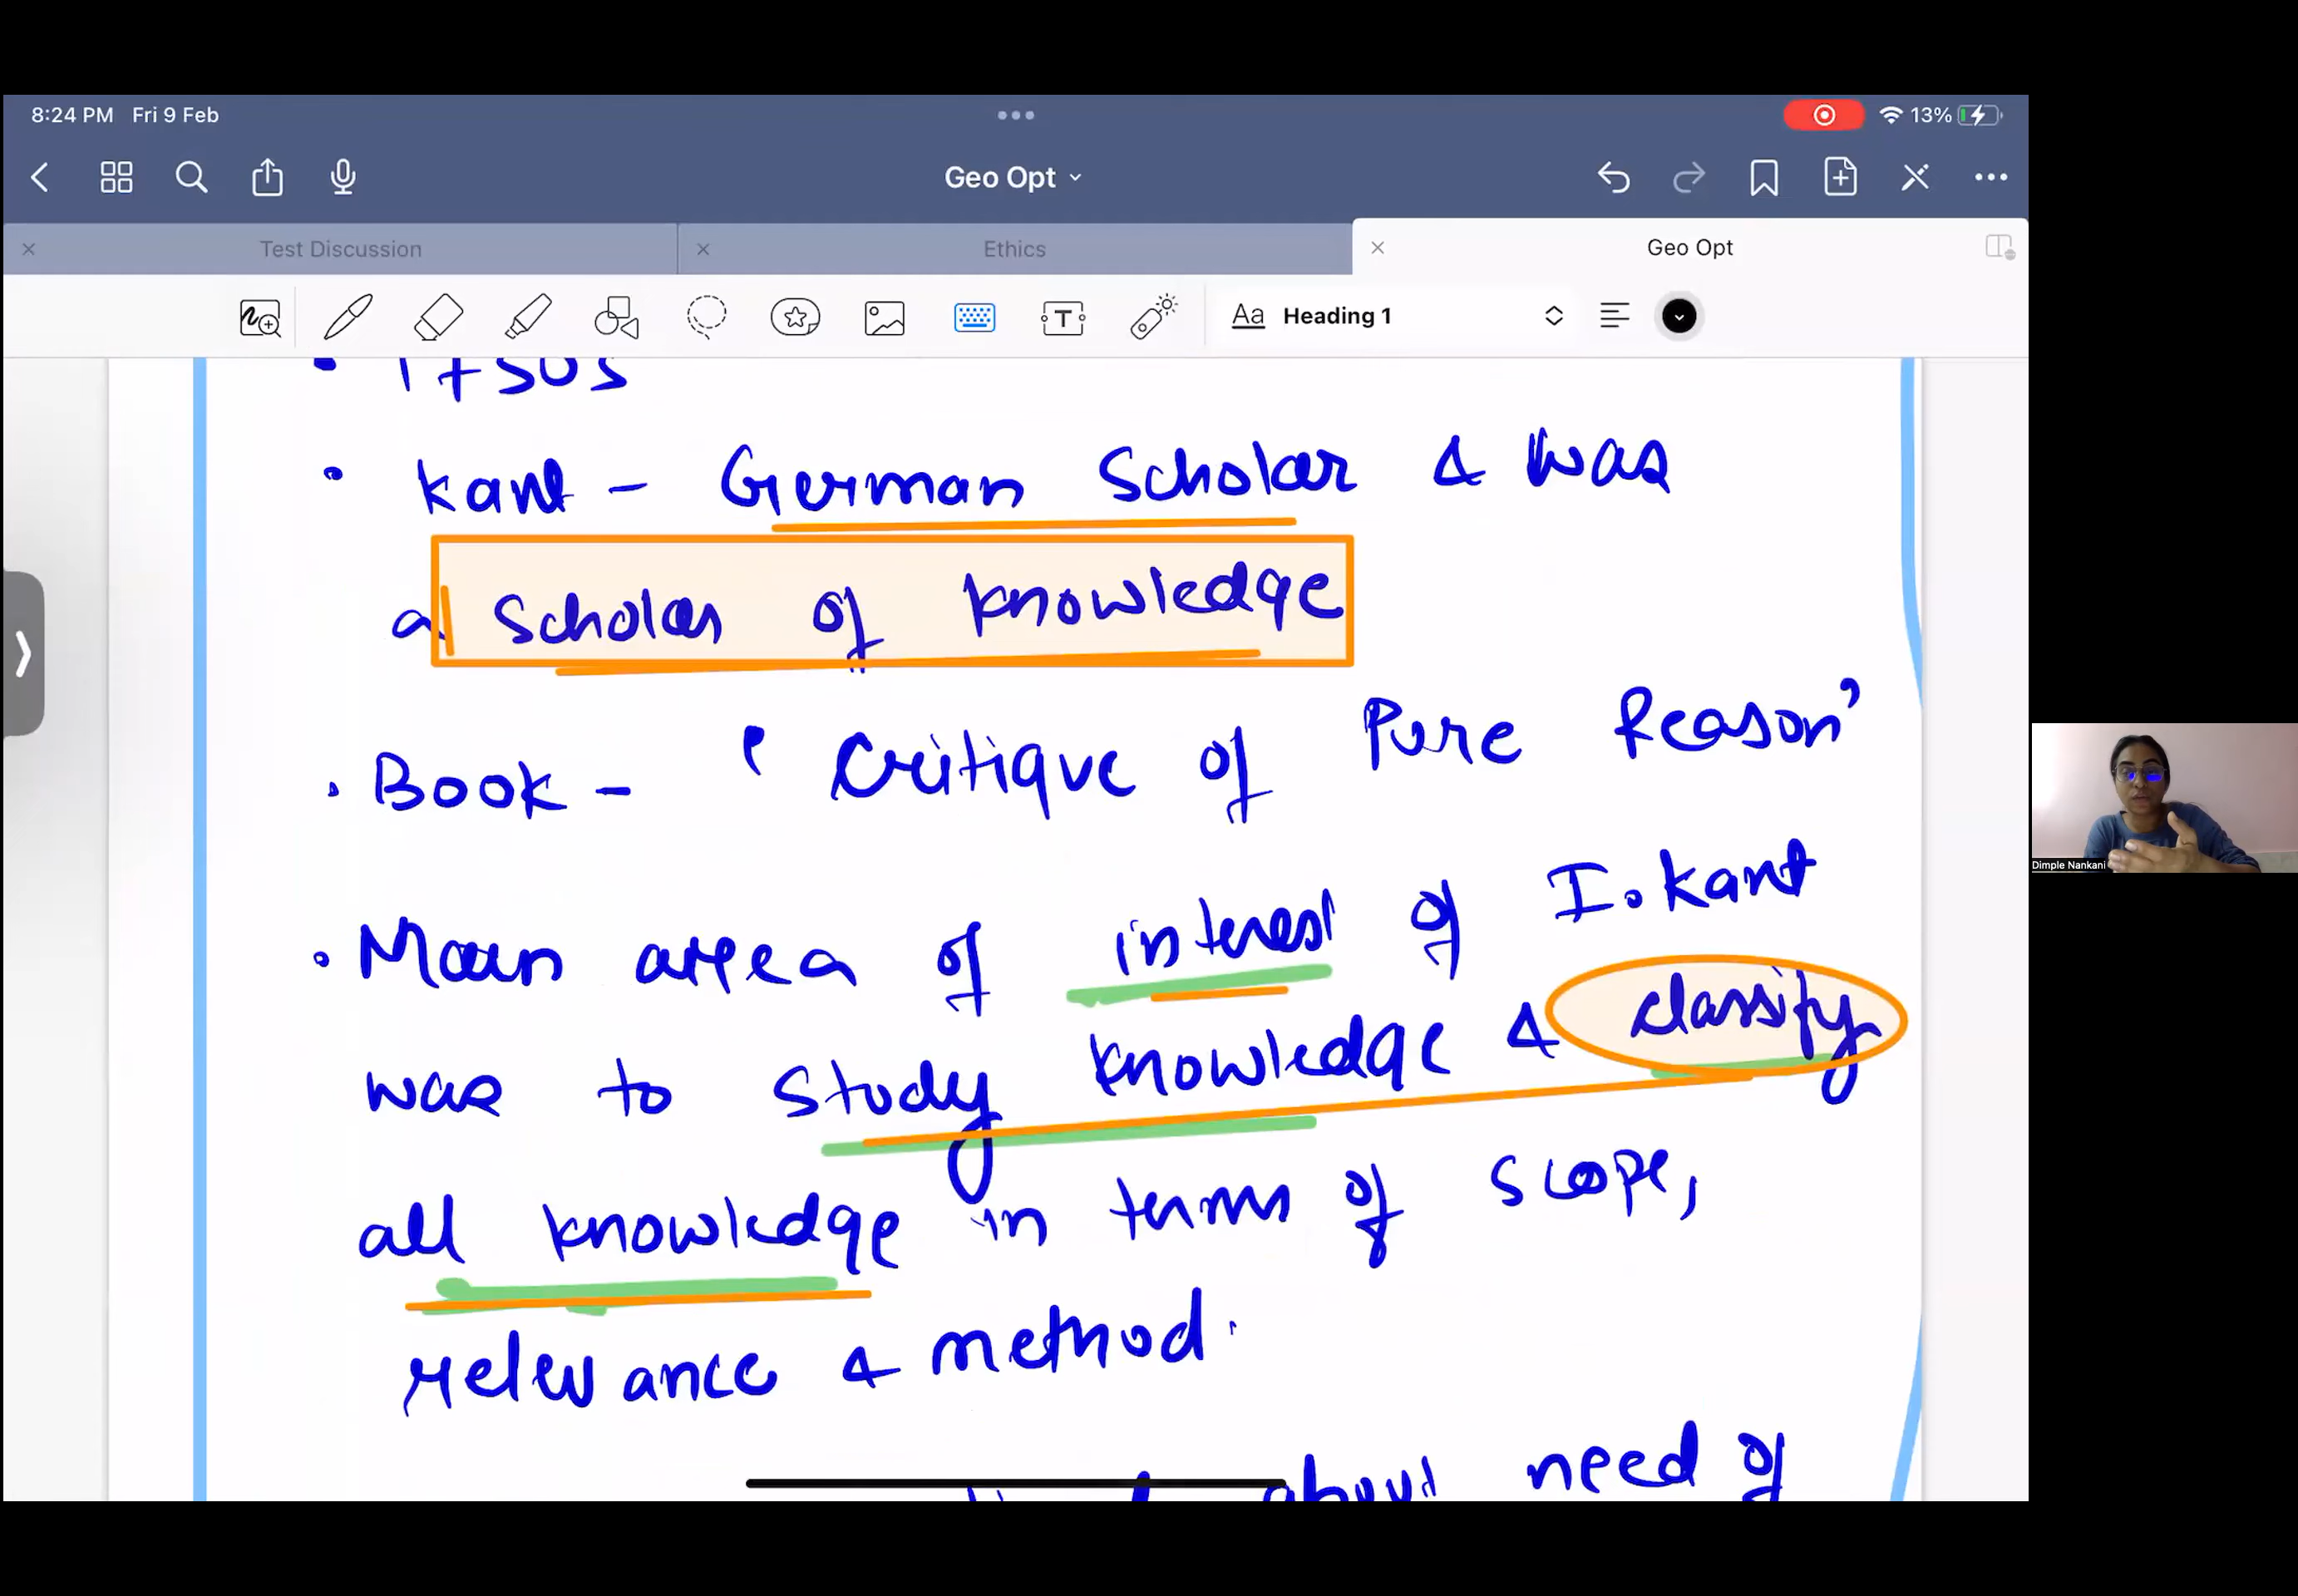 8:24 PM Fri 9 Feb
13%
Geo Opt
Test Discussion
Ethics
Geo Opt
Aa Heading 1
• 1750s
• Kant - German Scholar & was
a Scholar of knowledge
• Book - ' Critique of Pure Reason'
• Main area of interest of I. Kant
was to study knowledge & classify
all knowledge in terms of scope,
relevance & method.
about need of
Dimple Nankani